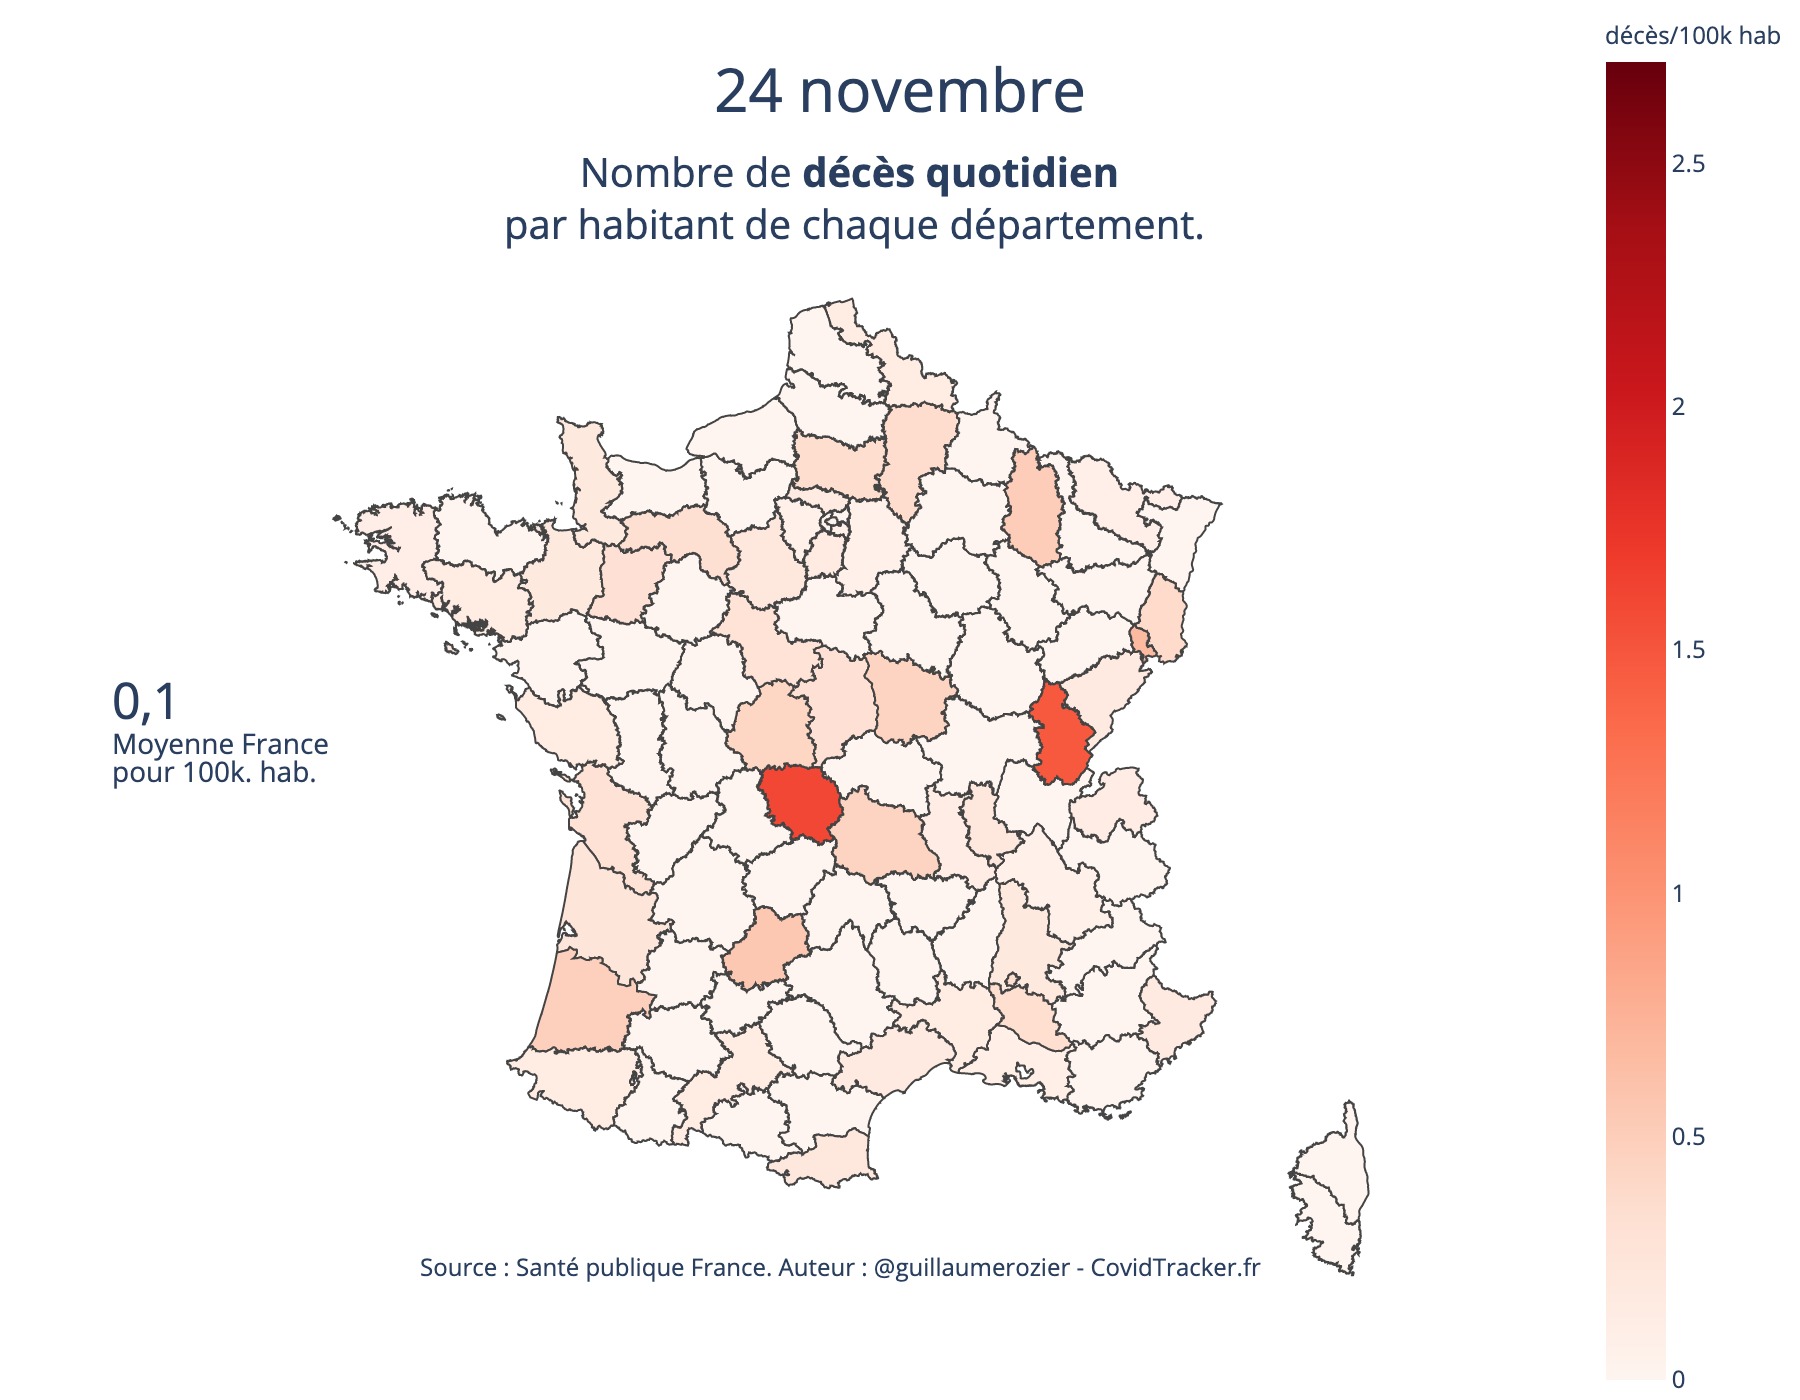 décès/100k hab
24 novembre
Nombre de décès quotidien
par habitant de chaque département.
2.5
2
1.5
1
0.5
0
0,1
Moyenne France
pour 100k. hab.
Source : Santé publique France. Auteur : @guillaumerozier - CovidTracker.fr